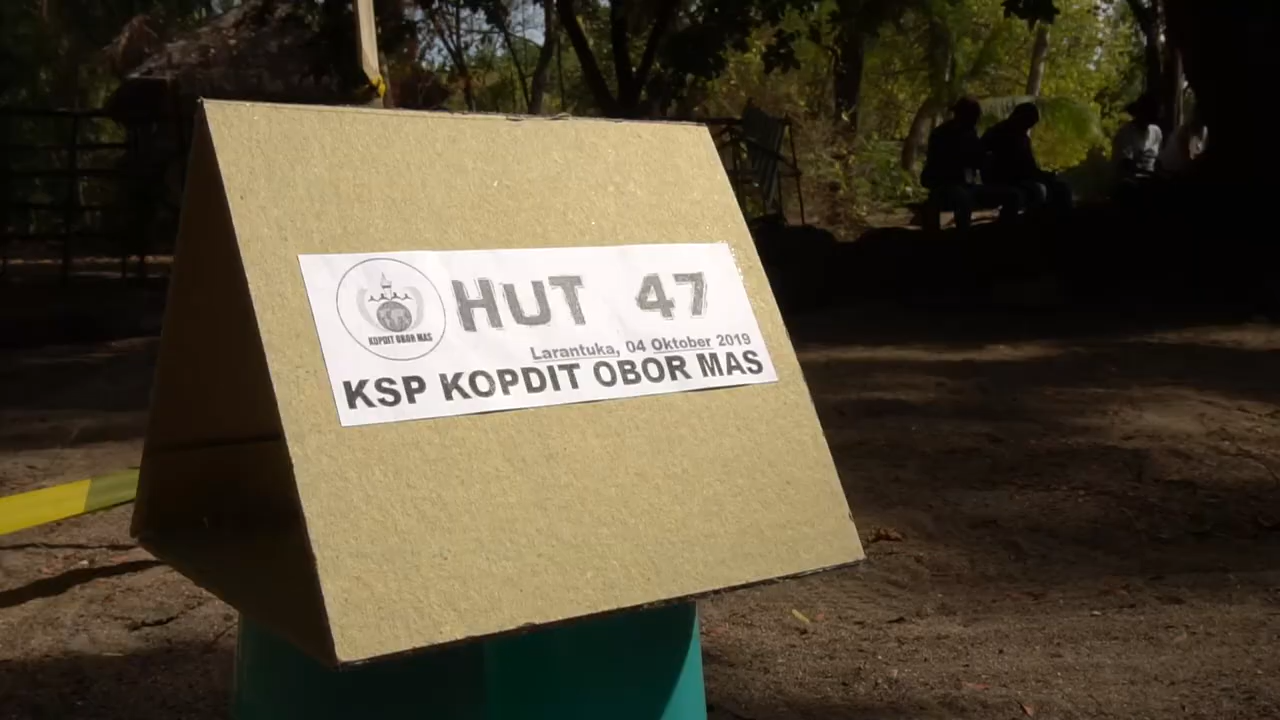 HUT 47
KOPDIT OBOR MAS
Larantuka, 04 Oktober 2019
KSP KOPDIT OBOR MAS